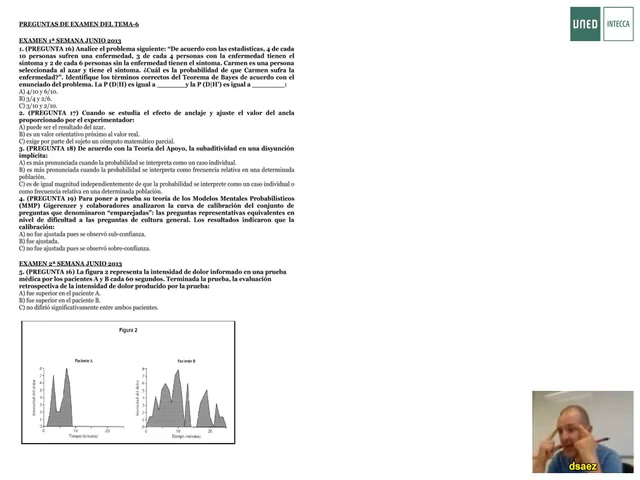 PREGUNTAS DE EXAMEN DEL TEMA-6
UNED
INTECCA
EXAMEN 1ª SEMANA JUNIO 2013
1. (PREGUNTA 16) Analice el problema siguiente: “De acuerdo con las estadísticas, 4 de cada
10 personas sufren una enfermedad, 3 de cada 4 personas con la enfermedad tienen el
síntoma y 2 de cada 6 personas sin la enfermedad tienen el síntoma. Carmen es una persona
seleccionada al azar y tiene el síntoma. ¿Cuál es la probabilidad de que Carmen sufra la
enfermedad?”. Identifique los términos correctos del Teorema de Bayes de acuerdo con el
enunciado del problema. La P (D|H) es igual a _______ y la P (D|H’) es igual a ________:
A) 4/10 y 6/10.
B) 3/4 y 2/6.
C) 3/10 y 2/10.
2. (PREGUNTA 17) Cuando se estudia el efecto de anclaje y ajuste el valor del ancla
proporcionado por el experimentador:
A) puede ser el resultado del azar.
B) es un valor orientativo próximo al valor real.
C) exige por parte del sujeto un cómputo matemático parcial.
3. (PREGUNTA 18) De acuerdo con la Teoría del Apoyo, la subaditividad en una disyunción
implícita:
A) es más pronunciada cuando la probabilidad se interpreta como un caso individual.
B) es más pronunciada cuando la probabilidad se interpreta como frecuencia relativa en una determinada
población.
C) es de igual magnitud independientemente de que la probabilidad se interprete como un caso individual o
como frecuencia relativa en una determinada población.
4. (PREGUNTA 19) Para poner a prueba su teoría de los Modelos Mentales Probabilísticos
(MMP) Gigerenzer y colaboradores analizaron la curva de calibración del conjunto de
preguntas que denominaron “emparejadas”: las preguntas representativas equivalentes en
nivel de dificultad a las preguntas de cultura general. Los resultados indicaron que la
calibración:
A) no fue ajustada pues se observó sub-confianza.
B) fue ajustada.
C) no fue ajustada pues se observó sobre-confianza.
EXAMEN 2ª SEMANA JUNIO 2013
5. (PREGUNTA 16) La figura 2 representa la intensidad de dolor informado en una prueba
médica por los pacientes A y B cada 60 segundos. Terminada la prueba, la evaluación
retrospectiva de la intensidad de dolor producido por la prueba:
A) fue superior en el paciente A.
B) fue superior en el paciente B.
C) no difirió significativamente entre ambos pacientes.
Figura 2
Paciente A
Paciente B
Tiempo (minutos)
Tiempo (minutos)
dsaez